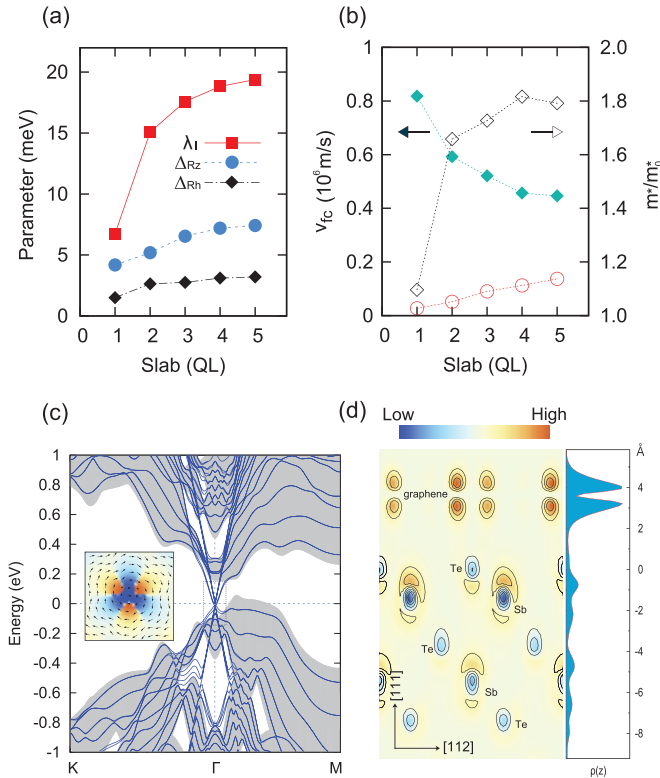 (a)
20
15
10
5
0
0 1 2 3 4 5
Parameter (meV)
Slab (QL)
λI
ΔRz
ΔRh
(b)
1
0.8
0.6
0.4
0.2
0
0 1 2 3 4 5
v_fc (10⁶m/s)
Slab (QL)
2.0
1.8
1.6
1.4
1.2
1.0
m*/m*₀
(c)
1
0.8
0.6
0.4
0.2
0
-0.2
-0.4
-0.6
-0.8
-1
Energy (eV)
K Γ M
(d)
Low High
graphene
Te
Sb
Te
Te
Sb
Te
[111]
[112]
Å
4
2
0
-2
-4
-6
-8
ρ(z)